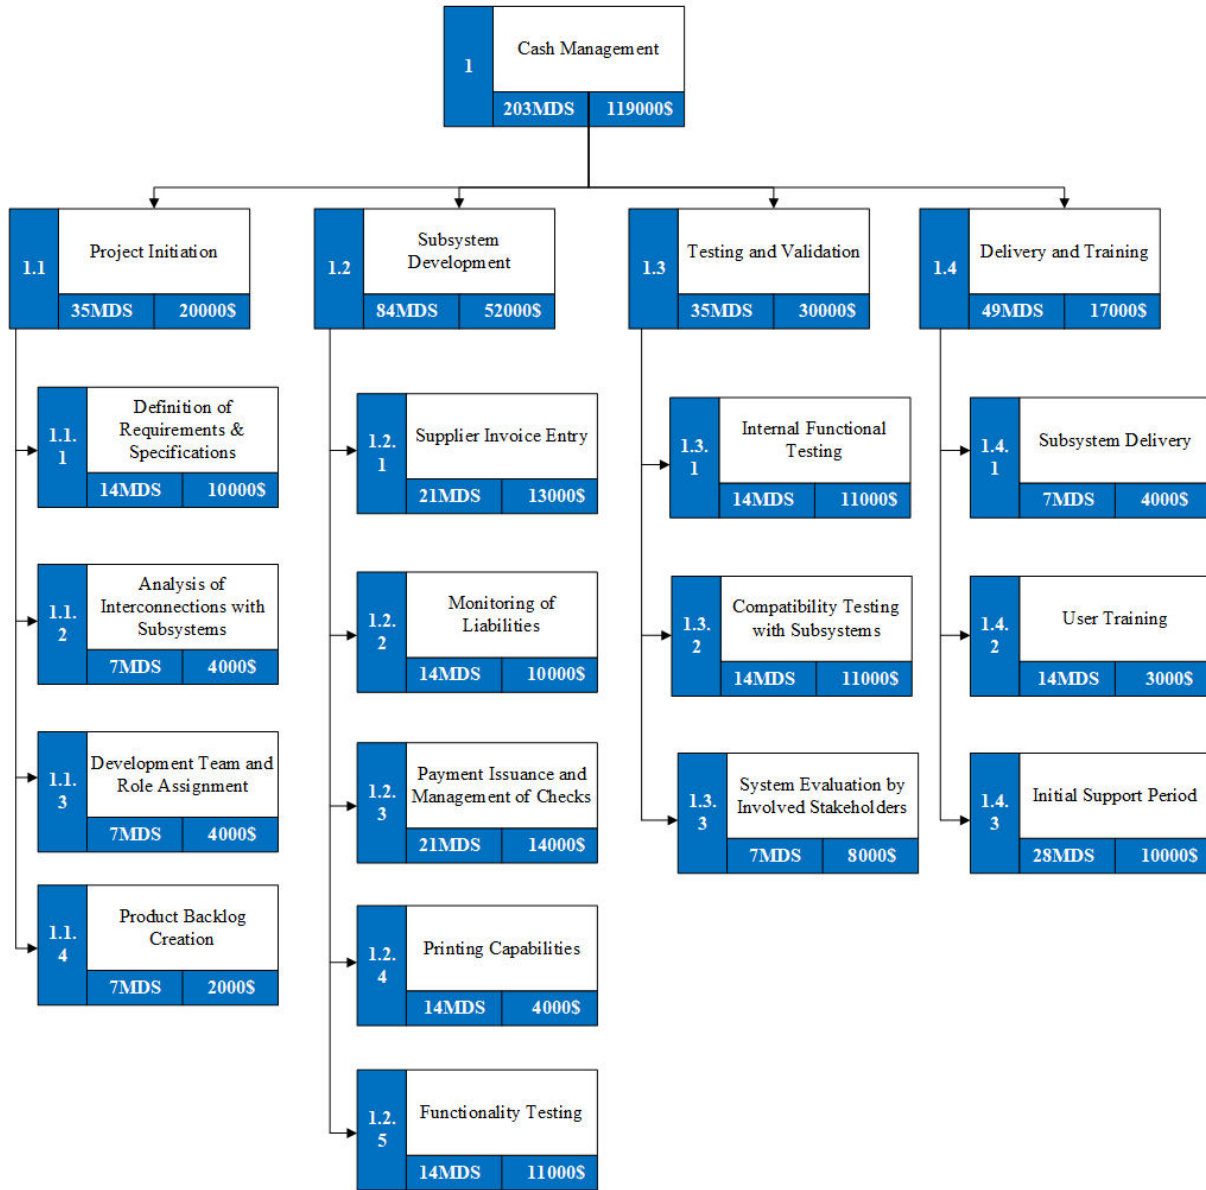 1
Cash Management
203MDS 119000$
1.1
Project Initiation
35MDS 20000$
1.1.
1
Definition of
Requirements &
Specifications
14MDS 10000$
1.1.
2
Analysis of
Interconnections with
Subsystems
7MDS 4000$
1.1.
3
Development Team and
Role Assignment
7MDS 4000$
1.1.
4
Product Backlog
Creation
7MDS 2000$
1.2
Subsystem
Development
84MDS 52000$
1.2.
1
Supplier Invoice Entry
21MDS 13000$
1.2.
2
Monitoring of
Liabilities
14MDS 10000$
1.2.
3
Payment Issuance and
Management of Checks
21MDS 14000$
1.2.
4
Printing Capabilities
14MDS 4000$
1.2.
5
Functionality Testing
14MDS 11000$
1.3
Testing and Validation
35MDS 30000$
1.3.
1
Internal Functional
Testing
14MDS 11000$
1.3.
2
Compatibility Testing
with Subsystems
14MDS 11000$
1.3.
3
System Evaluation by
Involved Stakeholders
7MDS 8000$
1.4
Delivery and Training
49MDS 17000$
1.4.
1
Subsystem Delivery
7MDS 4000$
1.4.
2
User Training
14MDS 3000$
1.4.
3
Initial Support Period
28MDS 10000$